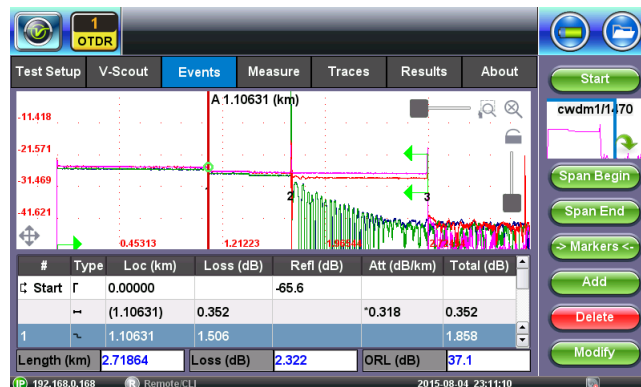 1
OTDR
Test Setup V-Scout Events Measure Traces Results About
Start
A 1.10631 (km)
-11.418
-21.571
-31.469
-41.621
1
2
3
0.45313 1.21223
cwdm1/1470
Span Begin
Span End
-> Markers <-
Add
Delete
Modify
# Type Loc (km) Loss (dB) Refl (dB) Att (dB/km) Total (dB)
Start 0.00000 -65.6
(1.10631) 0.352 *0.318 0.352
1 1.10631 1.506 1.858
Length (km) 2.71864 Loss (dB) 2.322 ORL (dB) 37.1
IP 192.168.0.168 R Remote/CLI 2015-08-04 23:11:10